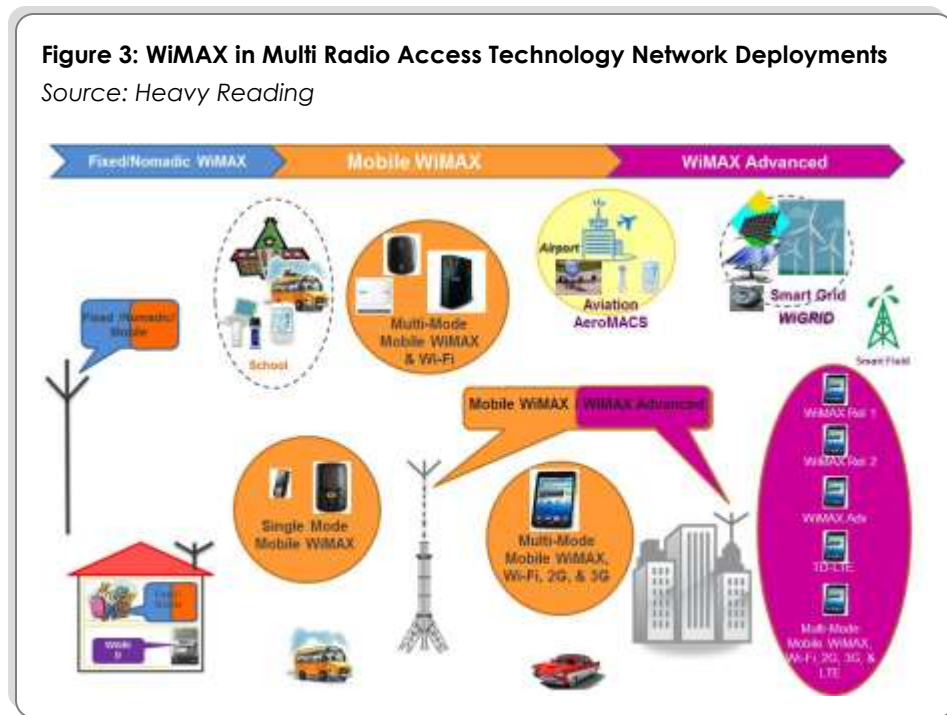 Figure 3: WiMAX in Multi Radio Access Technology Network Deployments
Source: Heavy Reading
Fixed/Nomadic WiMAX
Mobile WiMAX
WiMAX Advanced
Fixed /Nomadic/
Mobile
School
Multi-Mode
Mobile WiMAX
& Wi-Fi
Airport
Aviation
AeroMACS
Smart Grid
WiGRID
Smart Field
Mobile WiMAX / WiMAX Advanced
Single Mode
Mobile WiMAX
Multi-Mode
Mobile WiMAX,
Wi-Fi, 2G, & 3G
WiMAX Rel 1
WiMAX Rel 2
WiMAX Adv
TD-LTE
Multi-Mode
Mobile WiMAX,
Wi-Fi, 2G, 3G, &
LTE